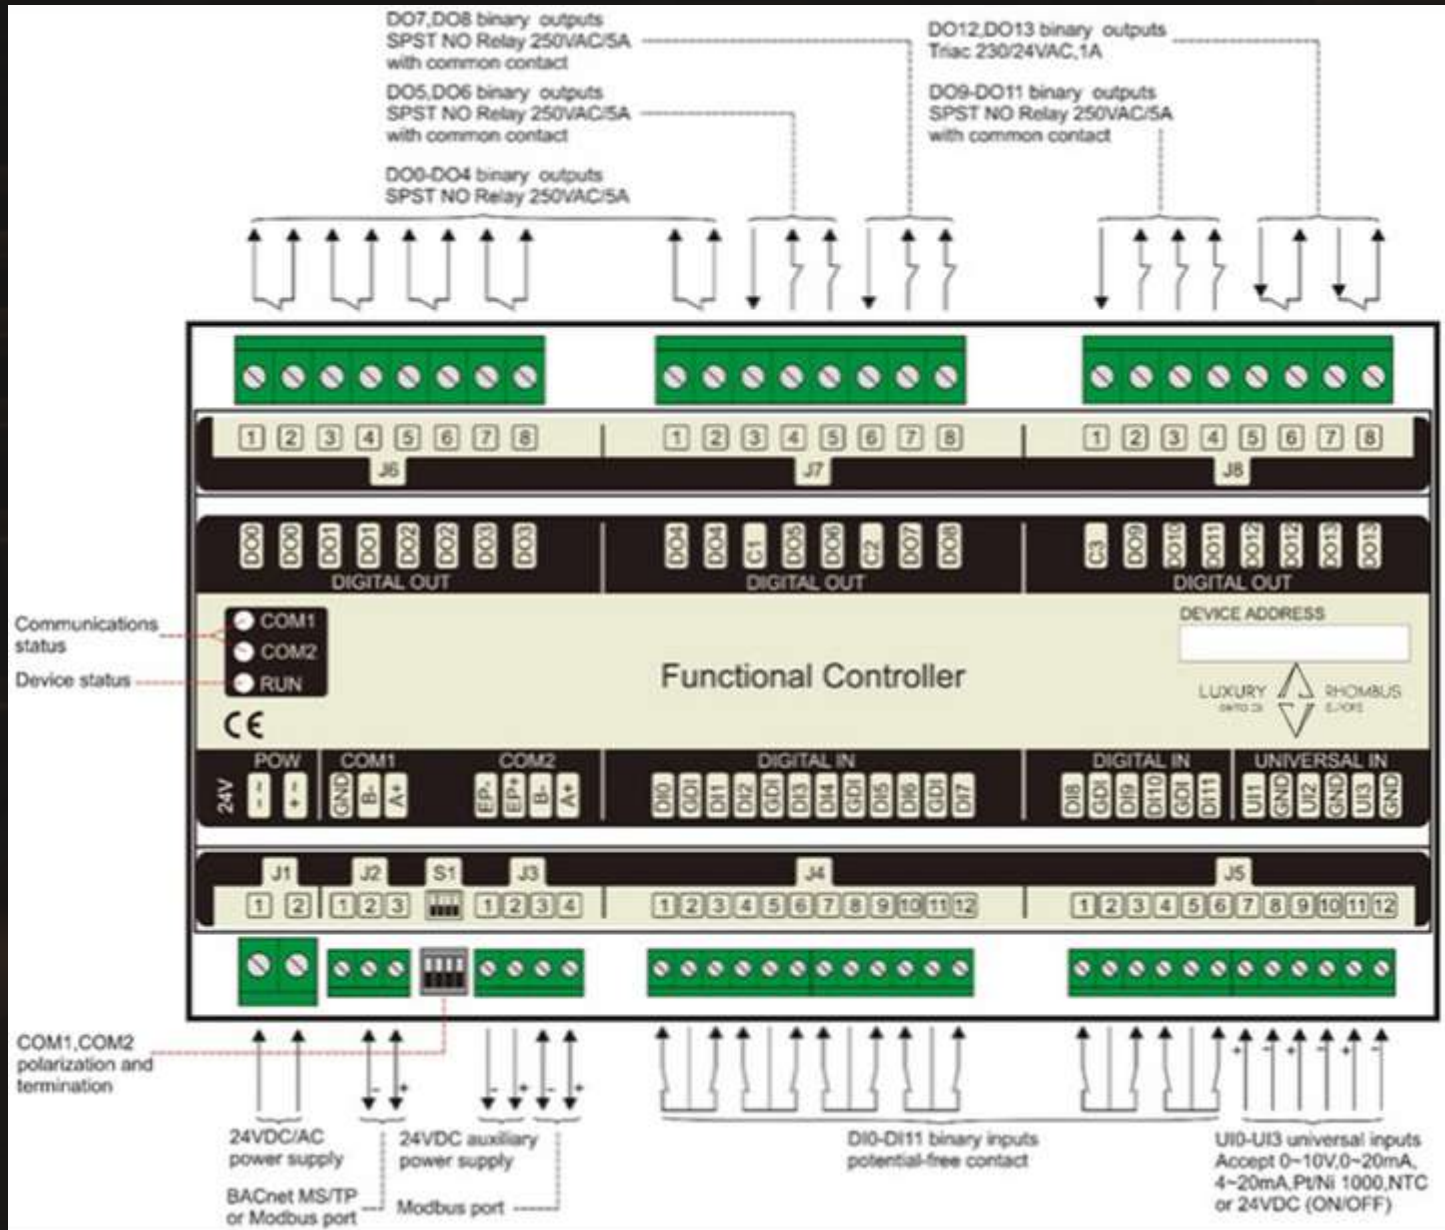 DO7,DO8 binary outputs
SPST NO Relay 250VAC/5A
with common contact
DO5,DO6 binary outputs
SPST NO Relay 250VAC/5A
with common contact
DO0-DO4 binary outputs
SPST NO Relay 250VAC/5A
DO12,DO13 binary outputs
Triac 230/24VAC,1A
DO9-DO11 binary outputs
SPST NO Relay 250VAC/5A
with common contact
1 2 3 4 5 6 7 8
J6
1 2 3 4 5 6 7 8
J7
1 2 3 4 5 6 7 8
J8
DO0 DO0 DO1 DO1 DO2 DO2 DO3 DO3
DIGITAL OUT
DO4 DO4 C1 DO5 DO6 C2 DO7 DO8
DIGITAL OUT
C3 DO9 DO10 DO11 DO12 DO12 DO13 DO13
DIGITAL OUT
Communications
status
Device status
COM1
COM2
RUN
CE
Functional Controller
DEVICE ADDRESS
LUXURY RHOMBUS
EUROPE
24V
POW
~ - ~ +
COM1
GND B- A+
COM2
EP- EP+ B- A+
DIGITAL IN
DI0 GDI DI1 DI2 GDI DI3 DI4 GDI DI5 DI6 GDI DI7
DIGITAL IN
DI8 GDI DI9 DI10 GDI DI11
UNIVERSAL IN
UI1 GND UI2 GND UI3 GND
J1
1 2
J2
1 2 3
S1
J3
1 2 3 4
J4
1 2 3 4 5 6 7 8 9 10 11 12
J5
1 2 3 4 5 6 7 8 9 10 11 12
COM1,COM2
polarization and
termination
- +
- + - +
+ - + - + -
24VDC/AC
power supply
BACnet MS/TP
or Modbus port
24VDC auxiliary
power supply
Modbus port
DI0-DI11 binary inputs
potential-free contact
UI0-UI3 universal inputs
Accept 0~10V,0~20mA,
4~20mA,Pt/Ni 1000,NTC
or 24VDC (ON/OFF)